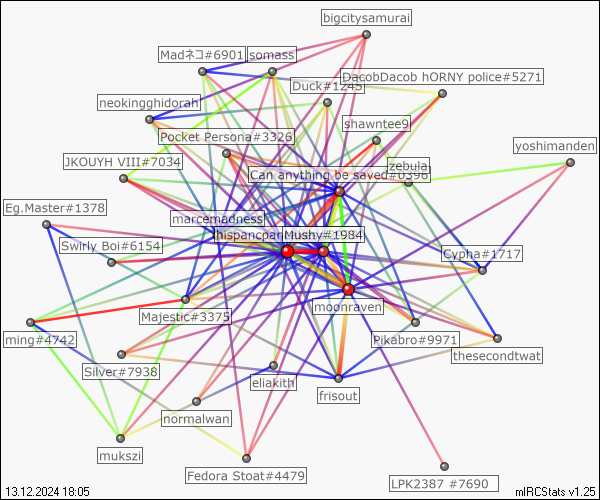 bigcitysamurai
Madネコ#6901
somass
Duck#1245
DacobDacob hORNY police#5271
neokingghidorah
shawntee9
Pocket Persona#3326
yoshimanden
JKOUYH VIII#7034
zebula
Can anything be saved#0398
Eg.Master#1378
marcemadness
hispancpan
Mushy#1984
Swirly Boi#6154
Cypha#1717
moonraven
Majestic#3375
ming#4742
Pikabro#9971
thesecondtwat
Silver#7938
eliakith
frisout
normalwan
mukszi
Fedora Stoat#4479
LPK2387 #7690
13.12.2024 18:05
mIRCStats v1.25